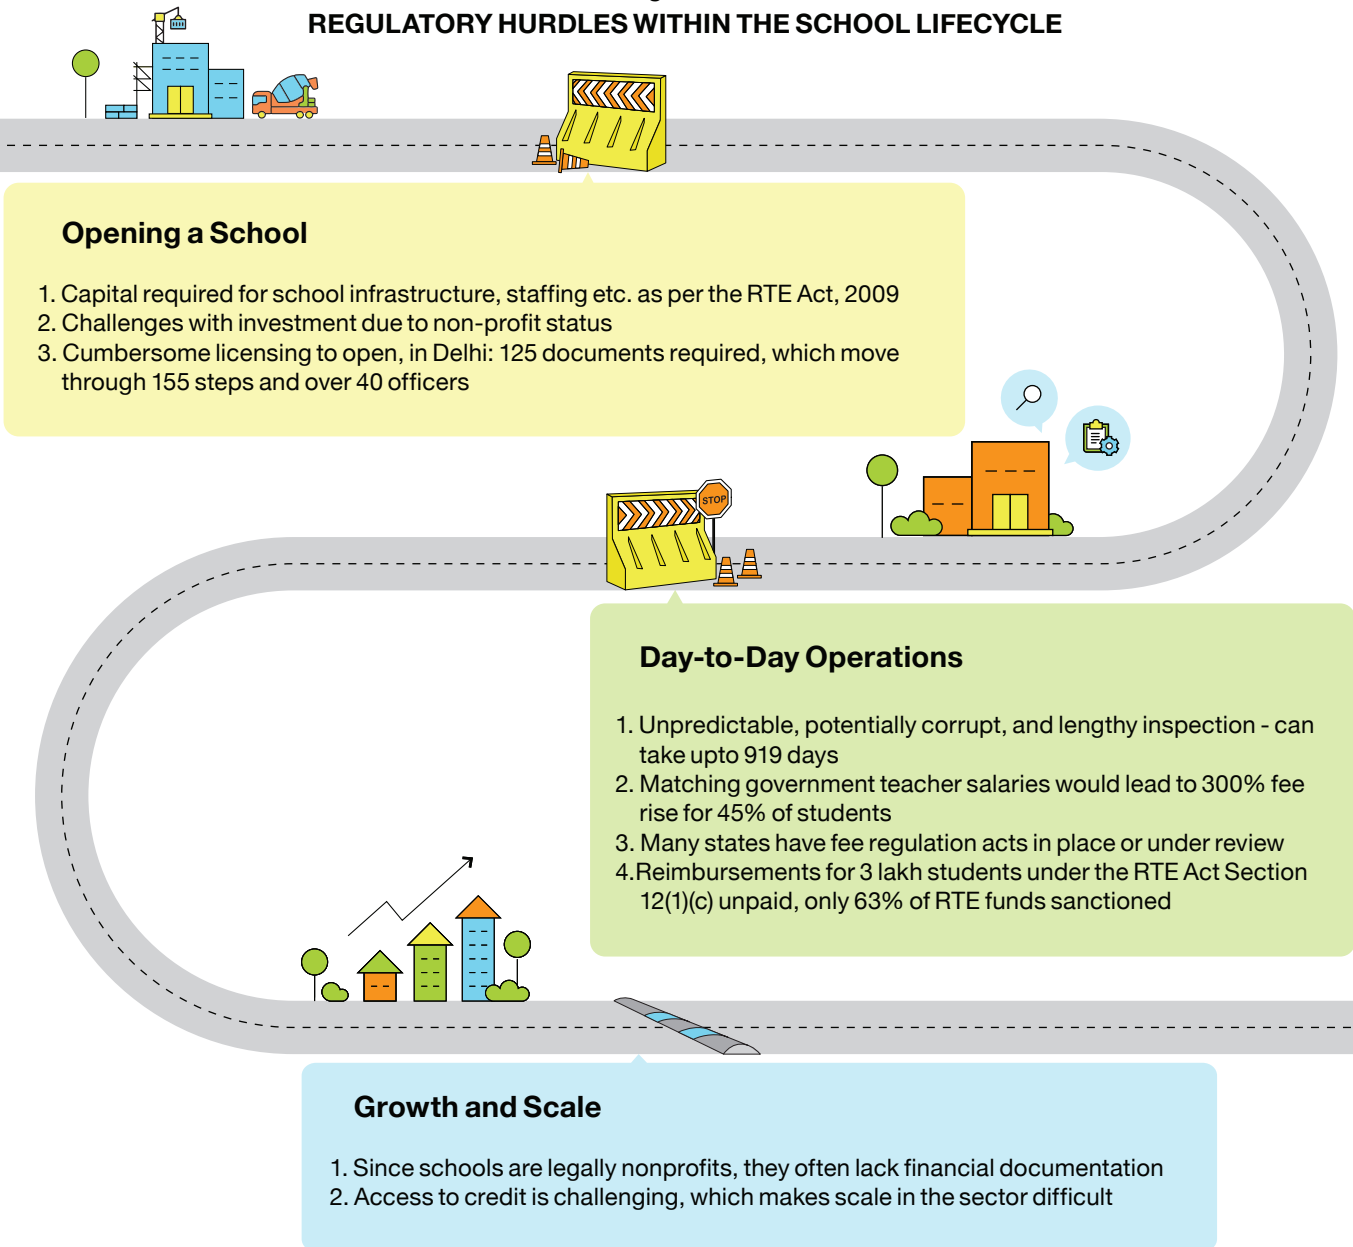 REGULATORY HURDLES WITHIN THE SCHOOL LIFECYCLE
Opening a School
1. Capital required for school infrastructure, staffing etc. as per the RTE Act, 2009
2. Challenges with investment due to non-profit status
3. Cumbersome licensing to open, in Delhi: 125 documents required, which move
through 155 steps and over 40 officers
STOP
Day-to-Day Operations
1. Unpredictable, potentially corrupt, and lengthy inspection - can
take upto 919 days
2. Matching government teacher salaries would lead to 300% fee
rise for 45% of students
3. Many states have fee regulation acts in place or under review
4.Reimbursements for 3 lakh students under the RTE Act Section
12(1)(c) unpaid, only 63% of RTE funds sanctioned
Growth and Scale
1. Since schools are legally nonprofits, they often lack financial documentation
2. Access to credit is challenging, which makes scale in the sector difficult